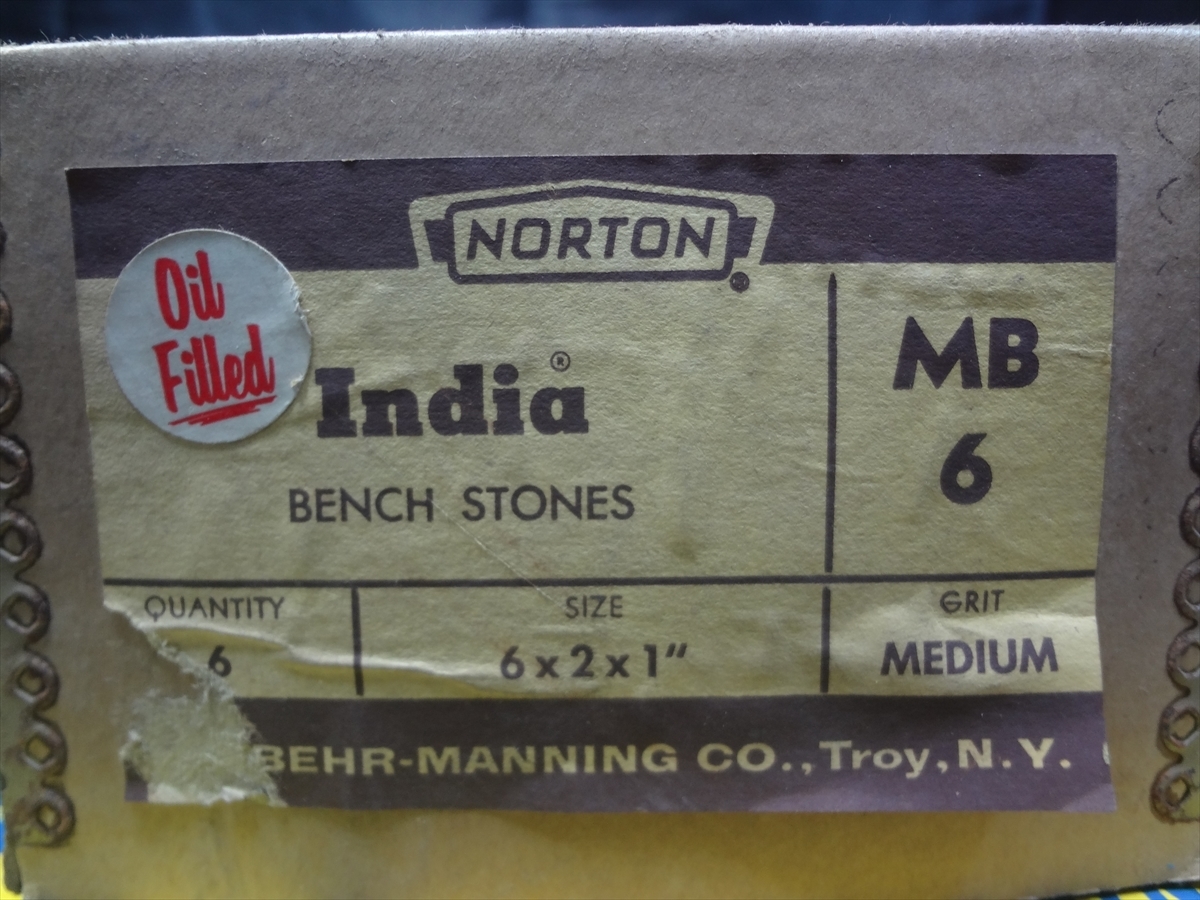 NORTON®
Oil
Filled
India®
BENCH STONES
MB
6
QUANTITY
6
SIZE
6 x 2 x 1"
GRIT
MEDIUM
BEHR-MANNING CO., Troy, N. Y.